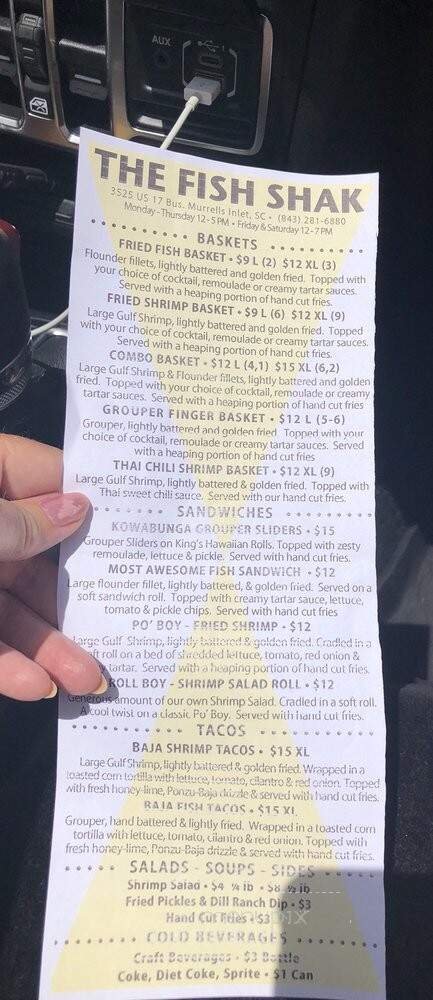 AUX
THE FISH SHAK
3525 US 17 Bus. Murrells Inlet, SC • (843) 281-6880
Monday - Thursday 12 - 5 PM • Friday & Saturday 12 - 7 PM
BASKETS
FRIED FISH BASKET • $9 L (2) $12 XL (3)
Flounder fillets, lightly battered and golden fried. Topped with
your choice of cocktail, remoulade or creamy tartar sauces.
Served with a heaping portion of hand cut fries.
FRIED SHRIMP BASKET • $9 L (6) $12 XL (9)
Large Gulf Shrimp, lightly battered and golden fried. Topped
with your choice of cocktail, remoulade or creamy tartar sauces.
Served with a heaping portion of hand cut fries.
COMBO BASKET • $12 L (4,1) $15 XL (6,2)
Large Gulf Shrimp & Flounder fillets, lightly battered and golden
fried. Topped with your choice of cocktail, remoulade or creamy
tartar sauces. Served with a heaping portion of hand cut fries
GROUPER FINGER BASKET • $12 L (5-6)
Grouper, lightly battered and golden fried Topped with your
choice of cocktail, remoulade or creamy tartar sauces. Served
with a heaping portion of hand cut fries
THAI CHILI SHRIMP BASKET • $12 XL (9)
Large Gulf Shrimp, lightly battered & golden fried. Topped with
Thai sweet chili sauce. Served with our hand cut fries.
SANDWICHES
KOWABUNGA GROUPER SLIDERS • $15
Grouper Sliders on King's Hawaiian Rolls. Topped with zesty
remoulade, lettuce & pickle. Served with hand cut fries.
MOST AWESOME FISH SANDWICH • $12
Large flounder fillet, lightly battered, & golden fried. Served on a
soft sandwich roll. Topped with creamy tartar sauce, lettuce,
tomato & pickle chips. Served with hand cut fries
PO' BOY - FRIED SHRIMP • $12
Large Gulf Shrimp, lightly battered & golden fried. Cradled in a
soft roll on a bed of shredded lettuce, tomato, red onion &
tartar. Served with a heaping portion of hand cut fries.
ROLL BOY - SHRIMP SALAD ROLL • $12
Generous amount of our own Shrimp Salad. Cradled in a soft roll.
A cool twist on a classic Po' Boy. Served with hand cut fries.
TACOS
BAJA SHRIMP TACOS • $15 XL
Large Gulf Shrimp, lightly battered & golden fried. Wrapped in a
toasted corn tortilla with lettuce, tomato, cilantro & red onion. Topped
with fresh honey-lime, Ponzu-Baja drizzle & served with hand cut fries.
BAJA FISH TACOS • $15 XL
Grouper, hand battered & lightly fried. Wrapped in a toasted corn
tortilla with lettuce, tomato, cilantro & red onion. Topped with
fresh honey-lime, Ponzu-Baja drizzle & served with hand cut fries.
SALADS - SOUPS - SIDES
Shrimp Salad • $4 ¼ lb • $8 ½ lb
Fried Pickles & Dill Ranch Dip • $3
Hand Cut Fries • $3
COLD BEVERAGES
Craft Beverages • $3 Bottle
Coke, Diet Coke, Sprite • $1 Can